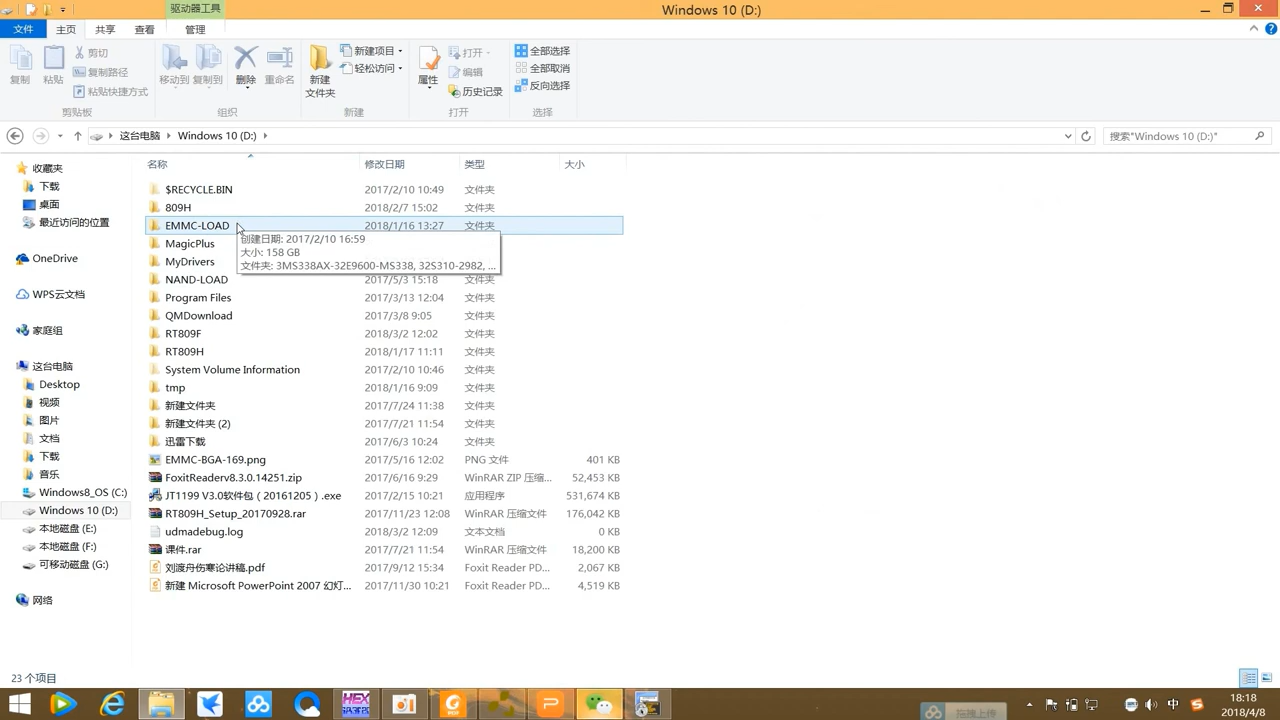 驱动器工具
Windows 10 (D:)
文件 主页 共享 查看 管理
复制
粘贴
剪切
复制路径
粘贴快捷方式
移动到
复制到
删除
重命名
新建
文件夹
新建项目
轻松访问
属性
打开
编辑
历史记录
全部选择
全部取消
反向选择
剪贴板 组织 新建 打开 选择
这台电脑 Windows 10 (D:) 搜索"Windows 10 (D:)"
收藏夹
下载
桌面
最近访问的位置
OneDrive
WPS云文档
家庭组
这台电脑
Desktop
视频
图片
文档
下载
音乐
Windows8_OS (C:)
Windows 10 (D:)
本地磁盘 (E:)
本地磁盘 (F:)
可移动磁盘 (G:)
网络
名称 修改日期 类型 大小
$RECYCLE.BIN 2017/2/10 10:49 文件夹
809H 2018/2/7 15:02 文件夹
EMMC-LOAD 2018/1/16 13:27 文件夹
创建日期: 2017/2/10 16:59
大小: 158 GB
文件夹: 3MS338AX-32E9600-MS338, 32S310-2982, ...
MagicPlus
MyDrivers
NAND-LOAD 2017/5/3 15:18 文件夹
Program Files 2017/3/13 12:04 文件夹
QMDownload 2017/3/8 9:05 文件夹
RT809F 2018/3/2 12:02 文件夹
RT809H 2018/1/17 11:11 文件夹
System Volume Information 2017/2/10 10:46 文件夹
tmp 2018/1/16 9:09 文件夹
新建文件夹 2017/7/24 11:38 文件夹
新建文件夹 (2) 2017/7/21 11:54 文件夹
迅雷下载 2017/6/3 10:24 文件夹
EMMC-BGA-169.png 2017/5/16 12:02 PNG 文件 401 KB
FoxitReaderv8.3.0.14251.zip 2017/6/16 9:29 WinRAR ZIP 压缩... 52,453 KB
JT1199 V3.0软件包（20161205）.exe 2017/2/15 10:21 应用程序 531,674 KB
RT809H_Setup_20170928.rar 2017/11/23 12:08 WinRAR 压缩文件 176,042 KB
udmadebug.log 2018/3/2 12:09 文本文档 0 KB
课件.rar 2017/7/21 11:54 WinRAR 压缩文件 18,200 KB
刘渡舟伤寒论讲稿.pdf 2017/9/12 15:34 Foxit Reader PD... 2,067 KB
新建 Microsoft PowerPoint 2007 幻灯... 2017/11/30 10:21 Foxit Reader PD... 4,519 KB
23 个项目
HEX
拖拽上传
中
18:18
2018/4/8